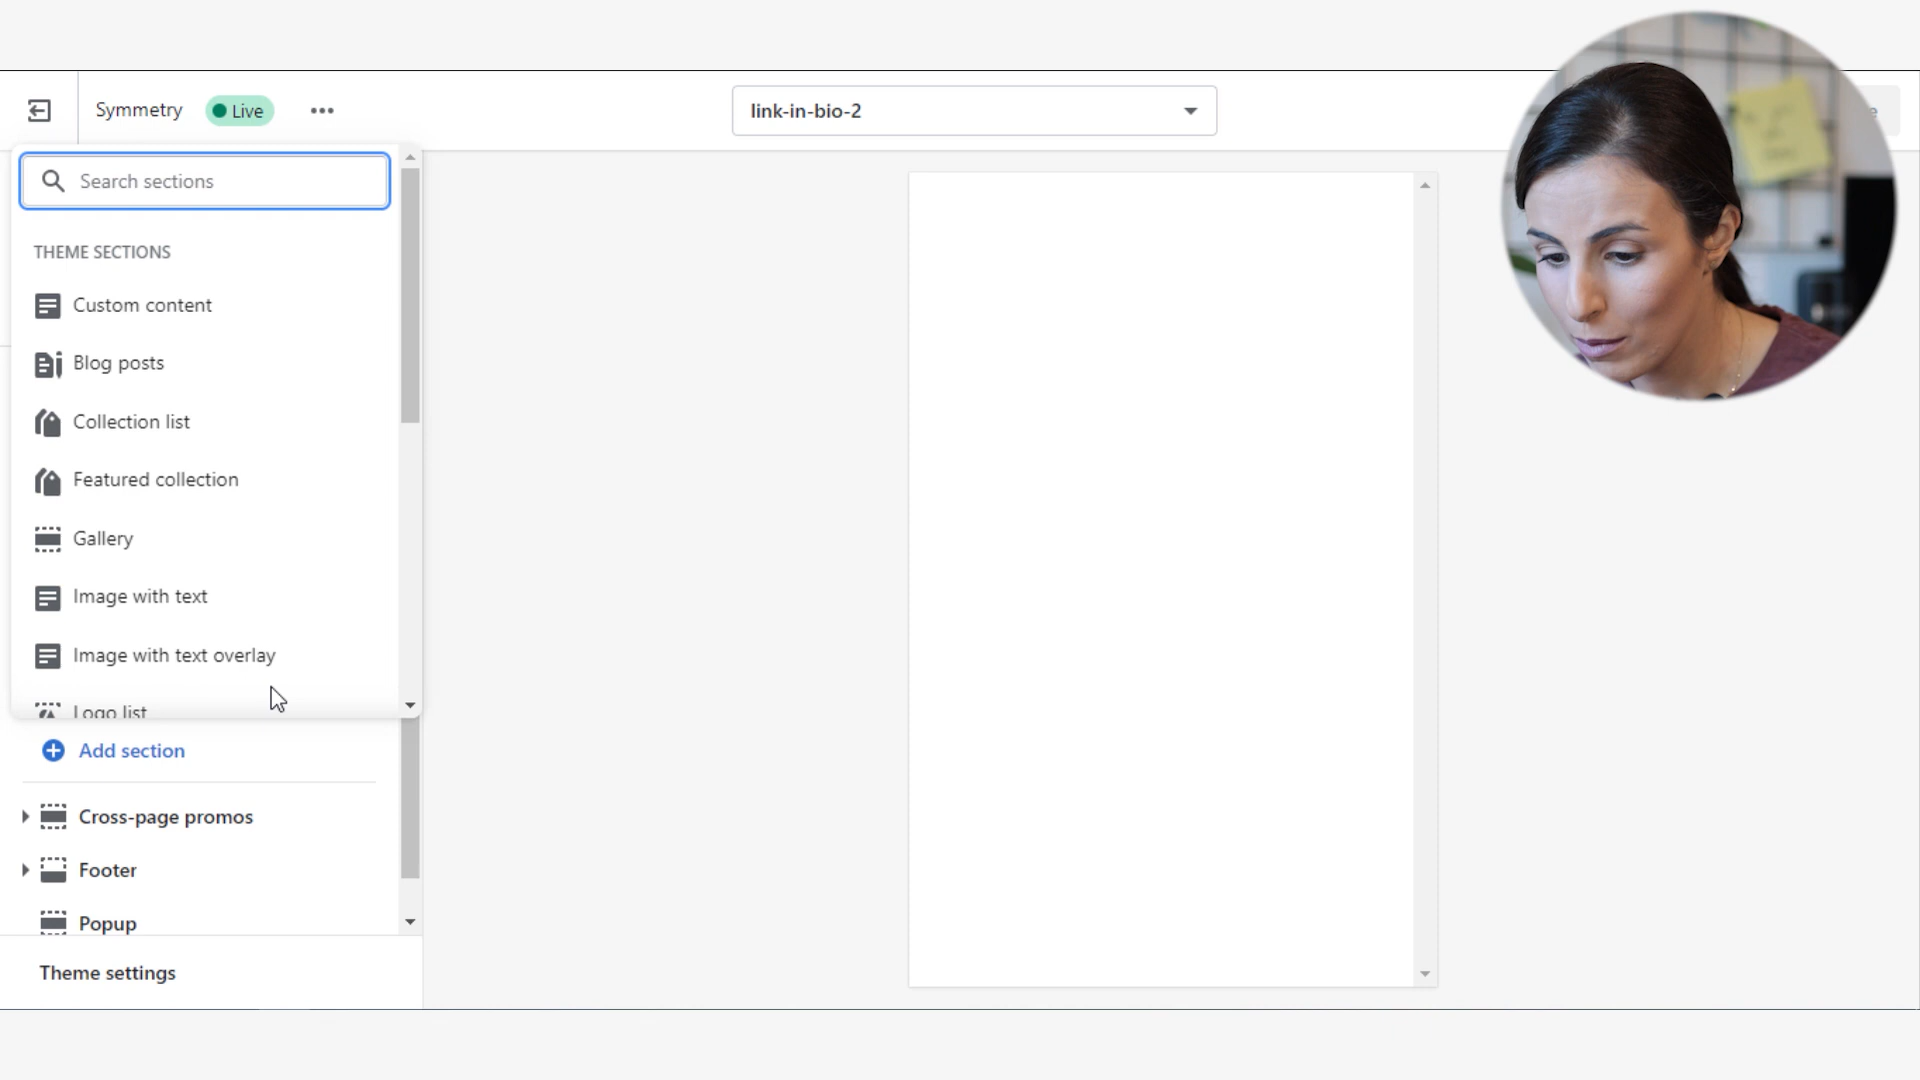 Symmetry
Live
link-in-bio-2
e
Search sections
THEME SECTIONS
Custom content
Blog posts
Collection list
Featured collection
Gallery
Image with text
Image with text overlay
Logo list
Add section
Cross-page promos
Footer
Popup
Theme settings